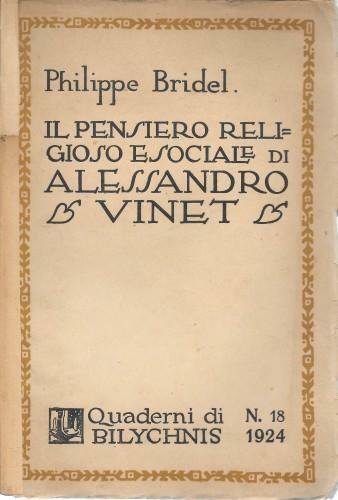 Philippe Bridel.
IL PENSIERO RELI=
GIOSO E SOCIALE DI
ALESSANDRO
VINET
Quaderni di N. 18
BILYCHNIS 1924